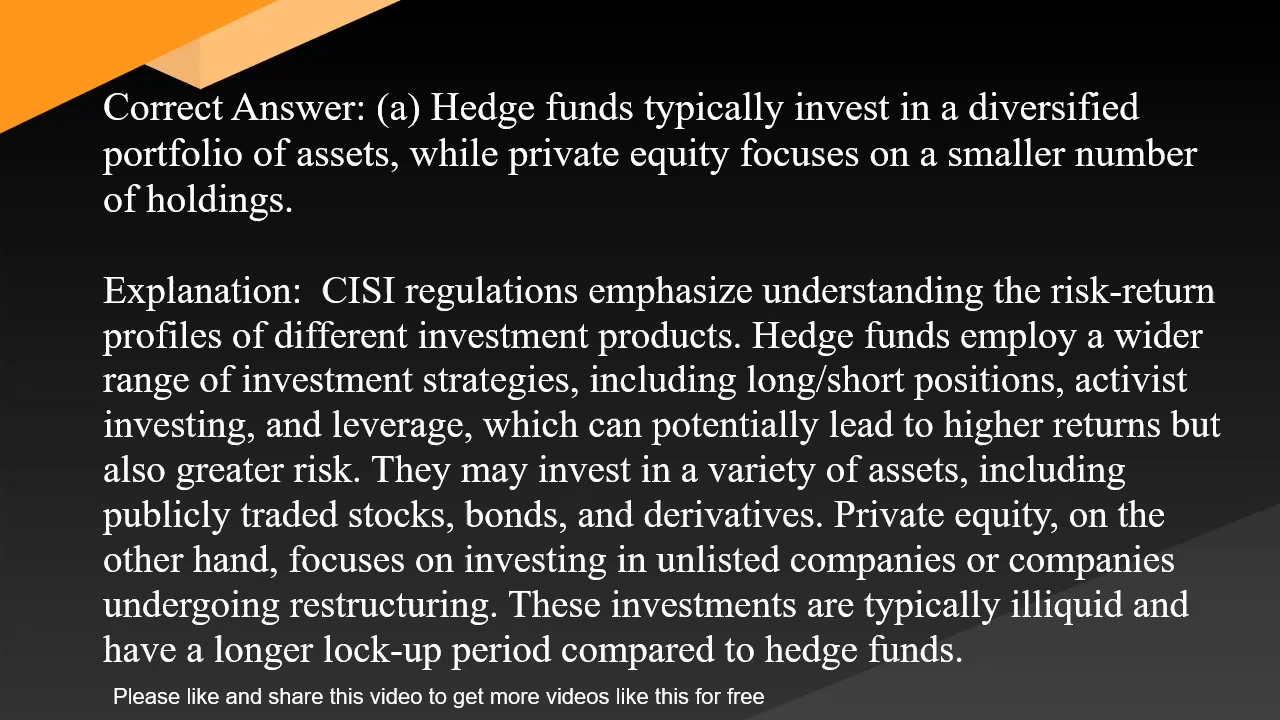 Correct Answer: (a) Hedge funds typically invest in a diversified
portfolio of assets, while private equity focuses on a smaller number
of holdings.
Explanation:  CISI regulations emphasize understanding the risk-return
profiles of different investment products. Hedge funds employ a wider
range of investment strategies, including long/short positions, activist
investing, and leverage, which can potentially lead to higher returns but
also greater risk. They may invest in a variety of assets, including
publicly traded stocks, bonds, and derivatives. Private equity, on the
other hand, focuses on investing in unlisted companies or companies
undergoing restructuring. These investments are typically illiquid and
have a longer lock-up period compared to hedge funds.
Please like and share this video to get more videos like this for free